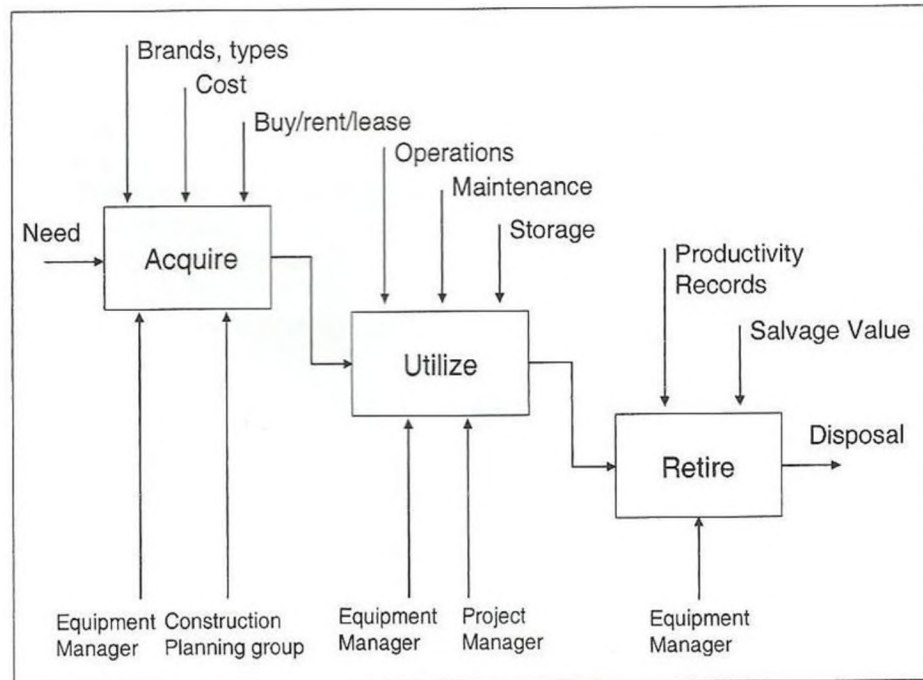 Brands, types
Cost
Buy/rent/lease
Operations
Maintenance
Storage
Need
Acquire
Productivity
Records
Salvage Value
Utilize
Disposal
Retire
Equipment
Manager
Construction
Planning group
Equipment
Manager
Project
Manager
Equipment
Manager